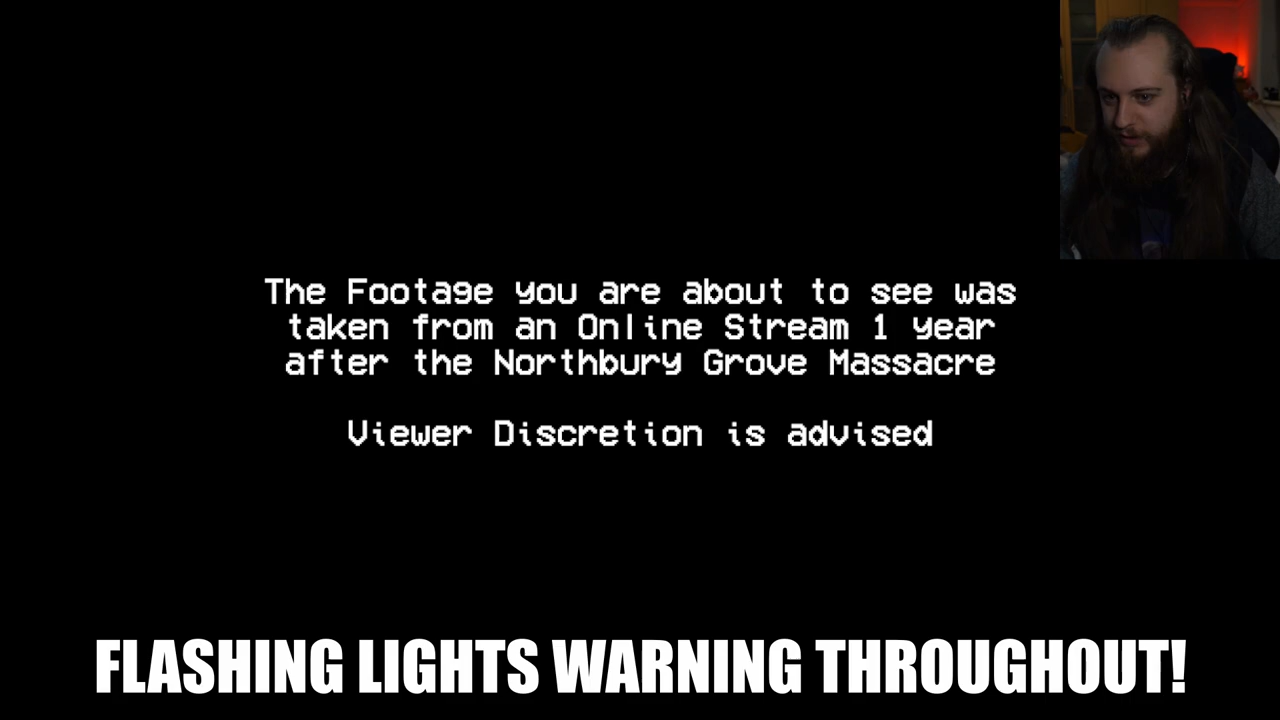 The Footage you are about to see was
taken from an Online Stream 1 year
after the Northbury Grove Massacre
Viewer Discretion is advised
FLASHING LIGHTS WARNING THROUGHOUT!